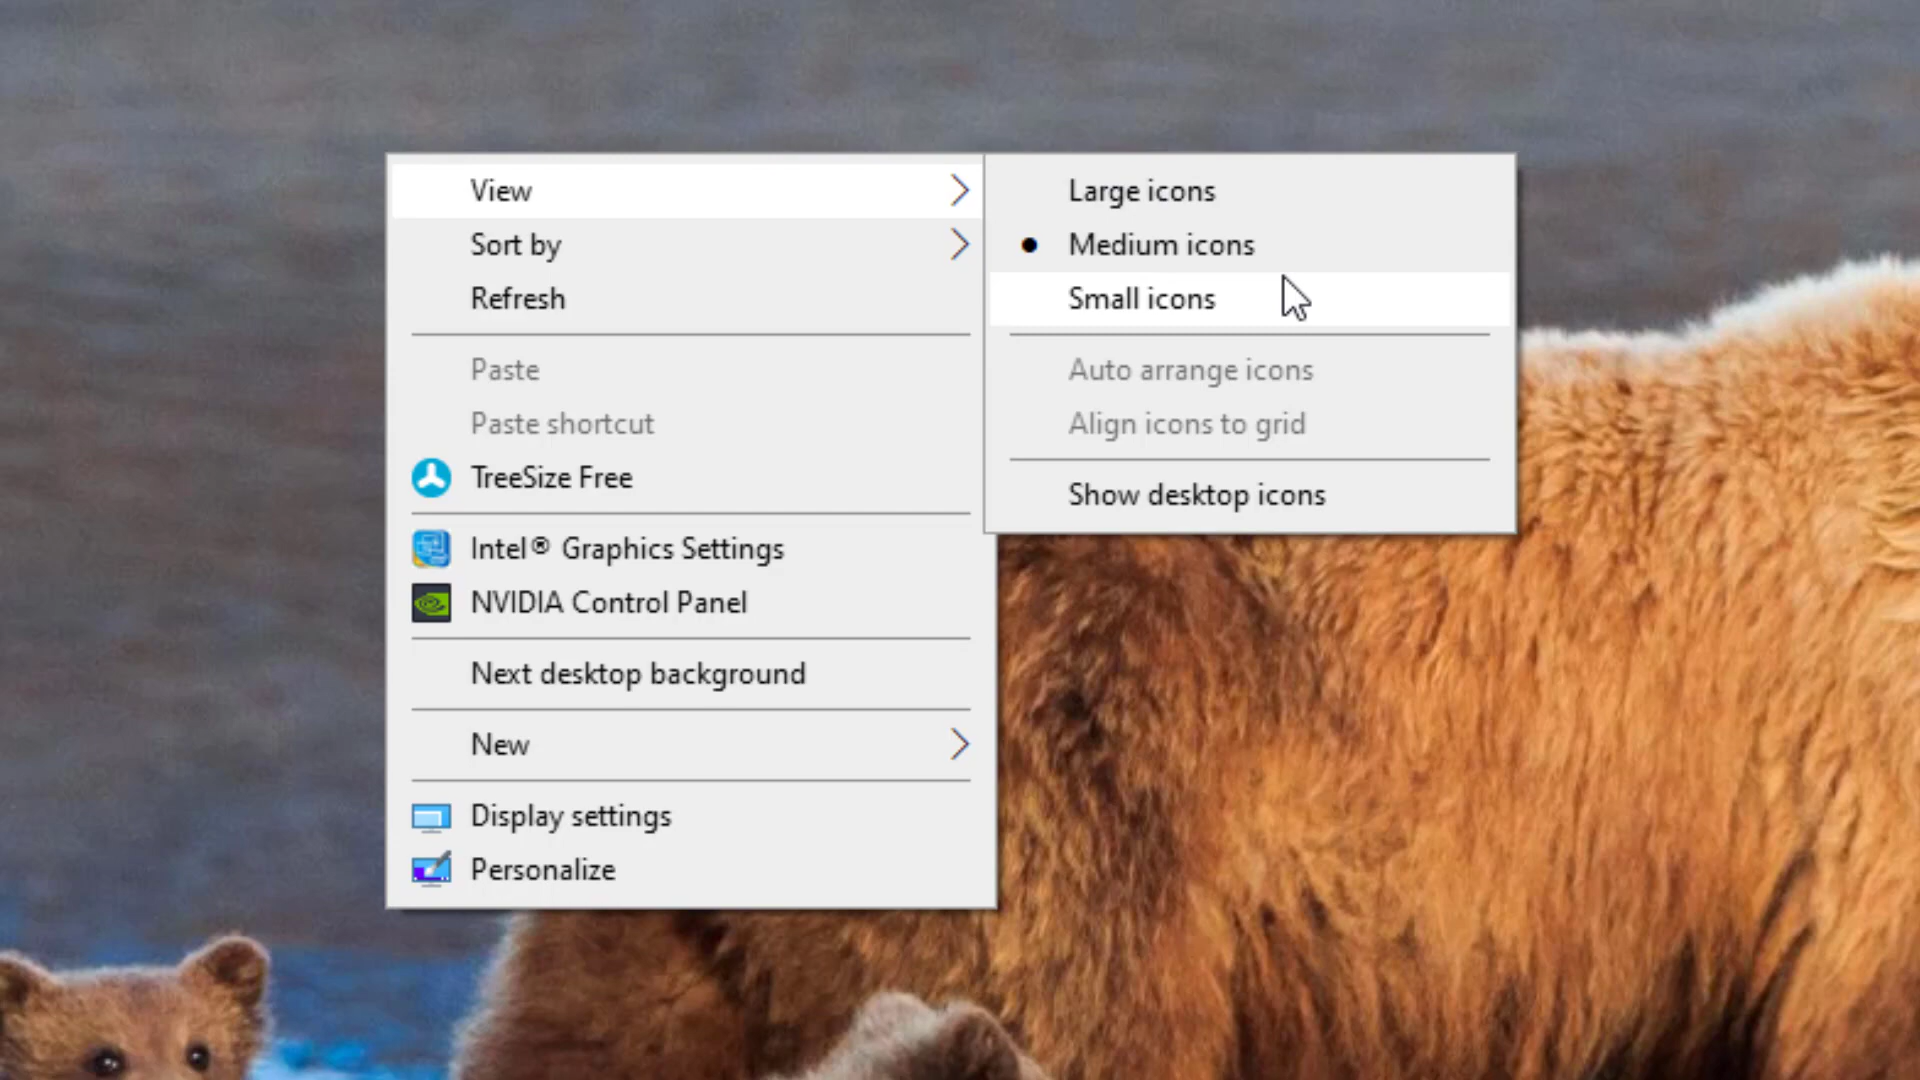 View
Sort by
Refresh
Paste
Paste shortcut
TreeSize Free
Intel® Graphics Settings
NVIDIA Control Panel
Next desktop background
New
Display settings
Personalize
Large icons
Medium icons
Small icons
Auto arrange icons
Align icons to grid
Show desktop icons